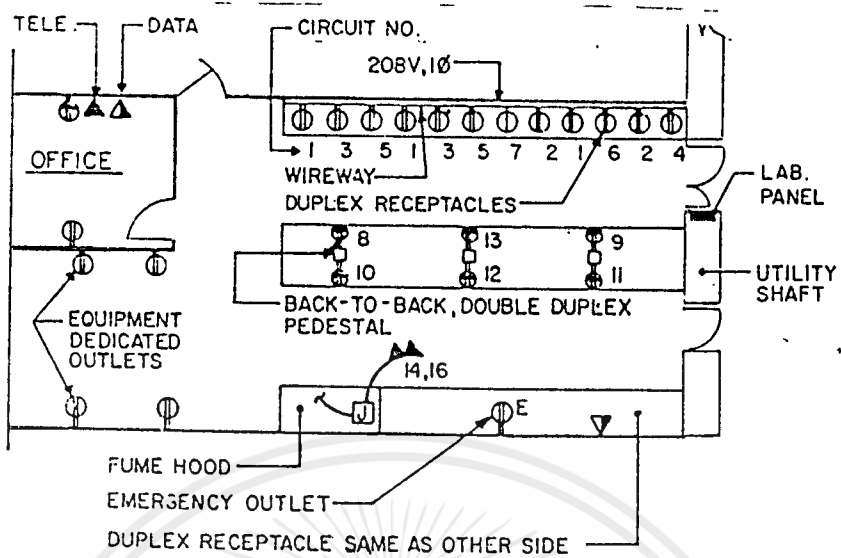 TELE.
DATA
CIRCUIT NO.
208V,1Ø
OFFICE
1 3 5 1 3 5 7 2 1 6 2 4
WIREWAY
DUPLEX RECEPTACLES
LAB.
PANEL
8 13 9
10 12 11
UTILITY
SHAFT
BACK-TO-BACK, DOUBLE DUPLEX
PEDESTAL
EQUIPMENT
DEDICATED
OUTLETS
14,16
J
E
FUME HOOD
EMERGENCY OUTLET
DUPLEX RECEPTACLE SAME AS OTHER SIDE